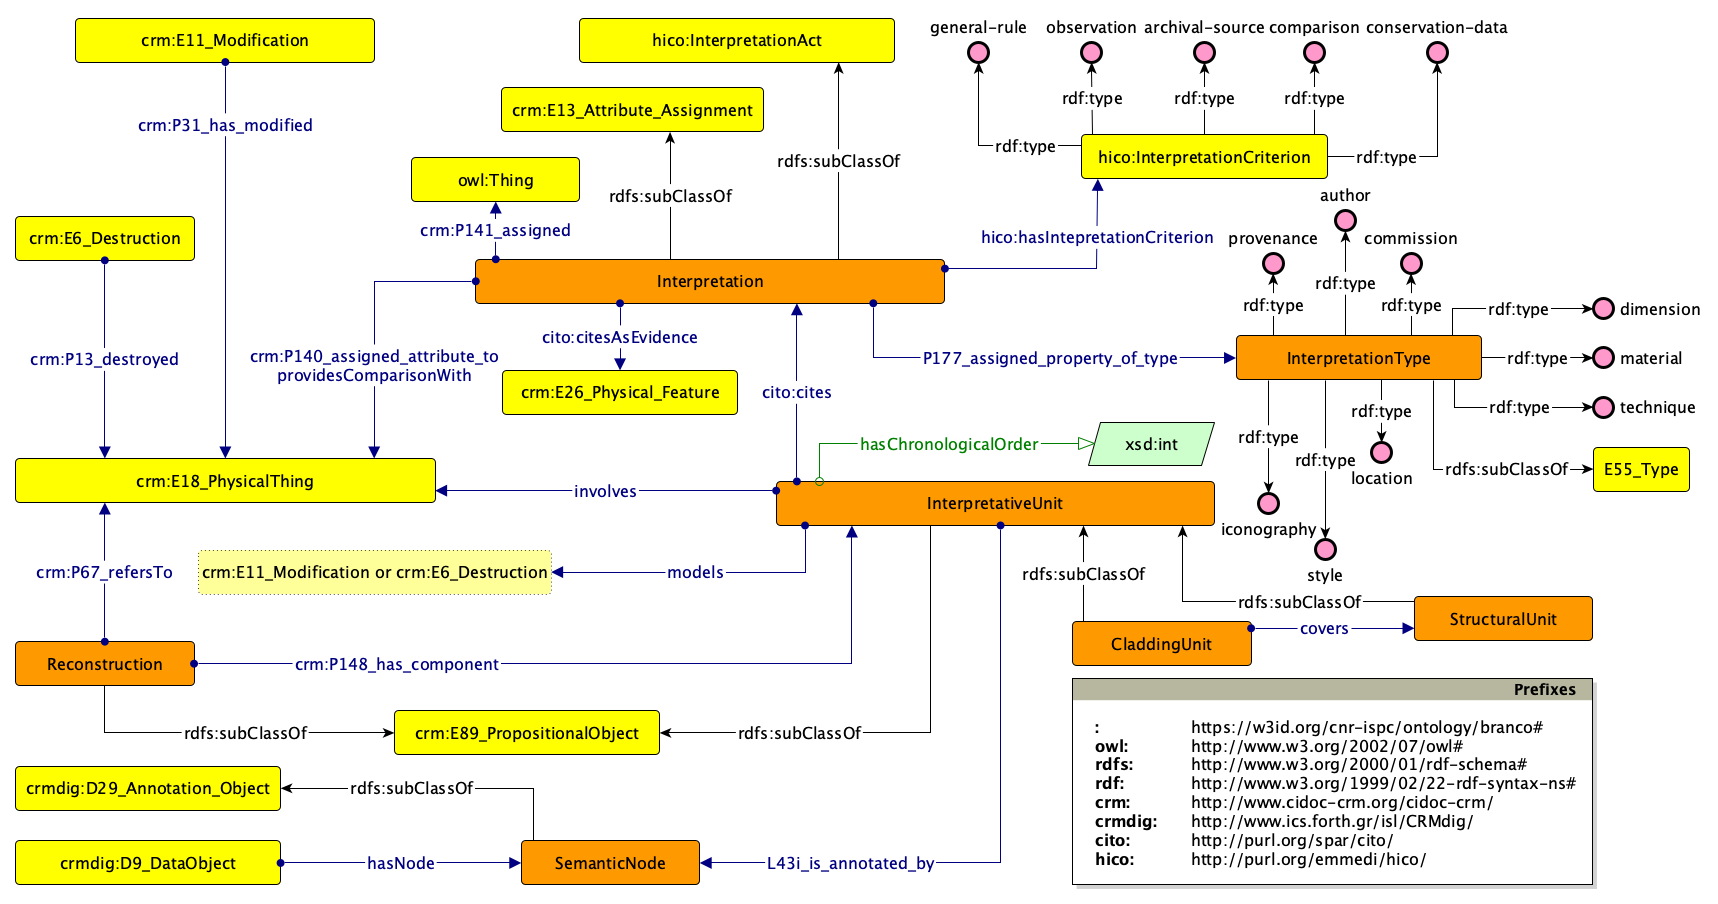 crm:E11_Modification
hico:InterpretationAct
general-rule
observation
archival-source
comparison
conservation-data
crm:E13_Attribute_Assignment
rdf:type
rdf:type
rdf:type
crm:P31_has_modified
rdf:type
hico:InterpretationCriterion
rdf:type
owl:Thing
rdfs:subClassOf
rdfs:subClassOf
author
crm:E6_Destruction
crm:P141_assigned
hico:hasIntepretationCriterion
provenance
commission
Interpretation
rdf:type
rdf:type
rdf:type
rdf:type
dimension
crm:P13_destroyed
crm:P140_assigned_attribute_to
providesComparisonWith
cito:citesAsEvidence
P177_assigned_property_of_type
InterpretationType
rdf:type
material
crm:E26_Physical_Feature
cito:cites
rdf:type
rdf:type
technique
hasChronologicalOrder
xsd:int
rdf:type
rdf:type
location
rdfs:subClassOf
E55_Type
crm:E18_PhysicalThing
involves
InterpretativeUnit
iconography
style
crm:P67_refersTo
crm:E11_Modification or crm:E6_Destruction
models
rdfs:subClassOf
rdfs:subClassOf
StructuralUnit
covers
CladdingUnit
Reconstruction
crm:P148_has_component
rdfs:subClassOf
crm:E89_PropositionalObject
rdfs:subClassOf
crmdig:D29_Annotation_Object
rdfs:subClassOf
crmdig:D9_DataObject
hasNode
SemanticNode
L43i_is_annotated_by
Prefixes
: https://w3id.org/cnr-ispc/ontology/branco#
owl: http://www.w3.org/2002/07/owl#
rdfs: http://www.w3.org/2000/01/rdf-schema#
rdf: http://www.w3.org/1999/02/22-rdf-syntax-ns#
crm: http://www.cidoc-crm.org/cidoc-crm/
crmdig: http://www.ics.forth.gr/isl/CRMdig/
cito: http://purl.org/spar/cito/
hico: http://purl.org/emmedi/hico/